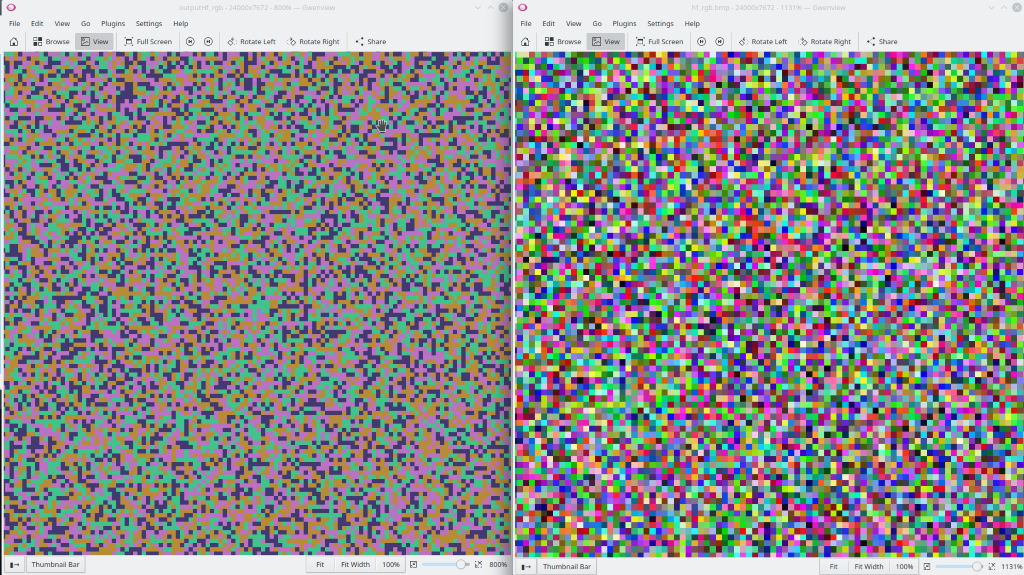 outputHf_rgb - 24000x7672 - 800% — Gwenview
File Edit View Go Plugins Settings Help
Browse View Full Screen Rotate Left Rotate Right Share
Thumbnail Bar Fit Fit Width 100% 800%
24000x7672 - 1131% — Gwenview
File Edit View Go Plugins Settings Help
Browse View Full Screen Rotate Left Rotate Right Share
Thumbnail Bar Fit Fit Width 100% 1131%